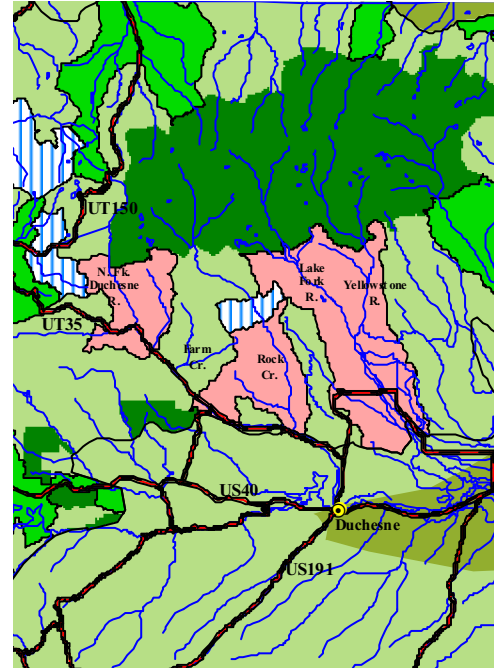 UT150
N. Fk.
Duchesne
R.
Lake
Fork
R.
Yellowstone
R.
UT35
Farm
Cr.
Rock
Cr.
US40
Duchesne
US191